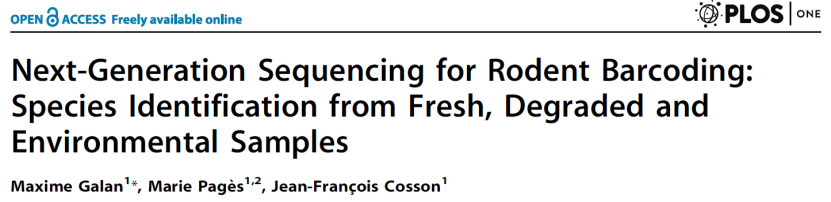 OPEN ACCESS Freely available online
PLOS | ONE
Next-Generation Sequencing for Rodent Barcoding:
Species Identification from Fresh, Degraded and
Environmental Samples
Maxime Galan1*, Marie Pagès1,2, Jean-François Cosson1